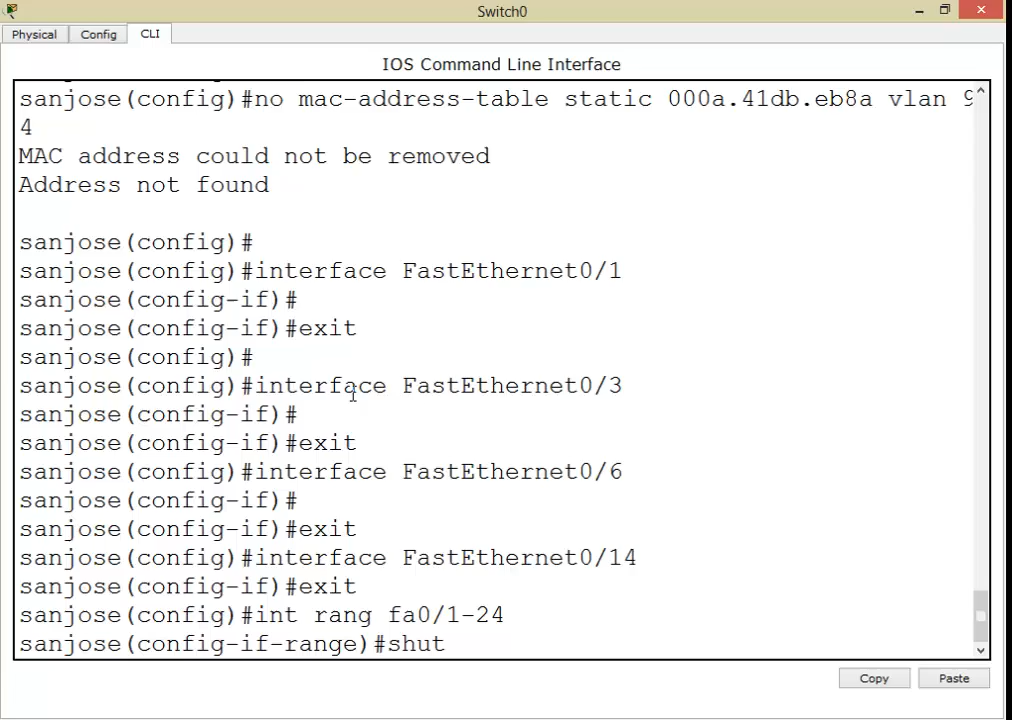 Switch0
Physical Config CLI
IOS Command Line Interface
sanjose(config)#no mac-address-table static 000a.41db.eb8a vlan 9
4
MAC address could not be removed
Address not found
sanjose(config)#
sanjose(config)#interface FastEthernet0/1
sanjose(config-if)#
sanjose(config-if)#exit
sanjose(config)#
sanjose(config)#interface FastEthernet0/3
sanjose(config-if)#
sanjose(config-if)#exit
sanjose(config)#interface FastEthernet0/6
sanjose(config-if)#
sanjose(config-if)#exit
sanjose(config)#interface FastEthernet0/14
sanjose(config-if)#exit
sanjose(config)#int rang fa0/1-24
sanjose(config-if-range)#shut
Copy Paste